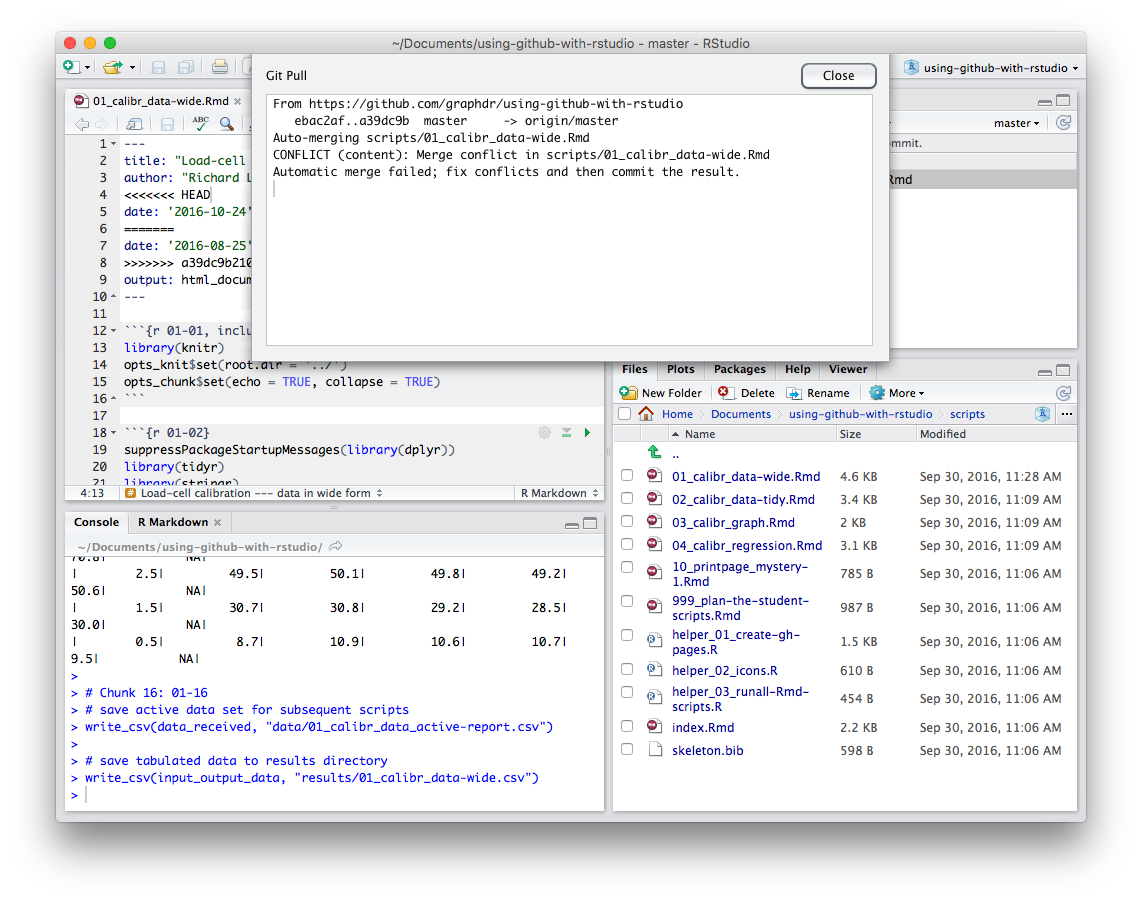 ~/Documents/using-github-with-rstudio - master - RStudio
using-github-with-rstudio
Git Pull
Close
From https://github.com/graphdr/using-github-with-rstudio
ebac2af..a39dc9b master -> origin/master
Auto-merging scripts/01_calibr_data-wide.Rmd
CONFLICT (content): Merge conflict in scripts/01_calibr_data-wide.Rmd
Automatic merge failed; fix conflicts and then commit the result.
01_calibr_data-wide.Rmd
ABC
1 ---
2 title: "Load-cell
3 author: "Richard L
4 <<<<<<< HEAD
5 date: '2016-10-24'
6 =======
7 date: '2016-08-25'
8 >>>>>>> a39dc9b210
9 output: html_docum
10 ---
11
12 ```{r 01-01, inclu
13 library(knitr)
14 opts_knit$set(root.dir = '../')
15 opts_chunk$set(echo = TRUE, collapse = TRUE)
16 ```
17
18 ```{r 01-02}
19 suppressPackageStartupMessages(library(dplyr))
20 library(tidyr)
21 library(stringr)
4:13 # Load-cell calibration --- data in wide form R Markdown
master
ommit.
Rmd
Console R Markdown
~/Documents/using-github-with-rstudio/
70.8| NA|
| 2.5| 49.5| 50.1| 49.8| 49.2|
50.6| NA|
| 1.5| 30.7| 30.8| 29.2| 28.5|
30.0| NA|
| 0.5| 8.7| 10.9| 10.6| 10.7|
9.5| NA|
>
> # Chunk 16: 01-16
> # save active data set for subsequent scripts
> write_csv(data_received, "data/01_calibr_data_active-report.csv")
>
> # save tabulated data to results directory
> write_csv(input_output_data, "results/01_calibr_data-wide.csv")
>
Files Plots Packages Help Viewer
New Folder Delete Rename More
Home Documents using-github-with-rstudio scripts R ...
Name Size Modified
..
01_calibr_data-wide.Rmd 4.6 KB Sep 30, 2016, 11:28 AM
02_calibr_data-tidy.Rmd 3.4 KB Sep 30, 2016, 11:09 AM
03_calibr_graph.Rmd 2 KB Sep 30, 2016, 11:09 AM
04_calibr_regression.Rmd 3.1 KB Sep 30, 2016, 11:09 AM
10_printpage_mystery-
1.Rmd 785 B Sep 30, 2016, 11:06 AM
999_plan-the-student-
scripts.Rmd 987 B Sep 30, 2016, 11:06 AM
helper_01_create-gh-
pages.R 1.5 KB Sep 30, 2016, 11:06 AM
helper_02_icons.R 610 B Sep 30, 2016, 11:06 AM
helper_03_runall-Rmd-
scripts.R 454 B Sep 30, 2016, 11:06 AM
index.Rmd 2.2 KB Sep 30, 2016, 11:06 AM
skeleton.bib 598 B Sep 30, 2016, 11:06 AM